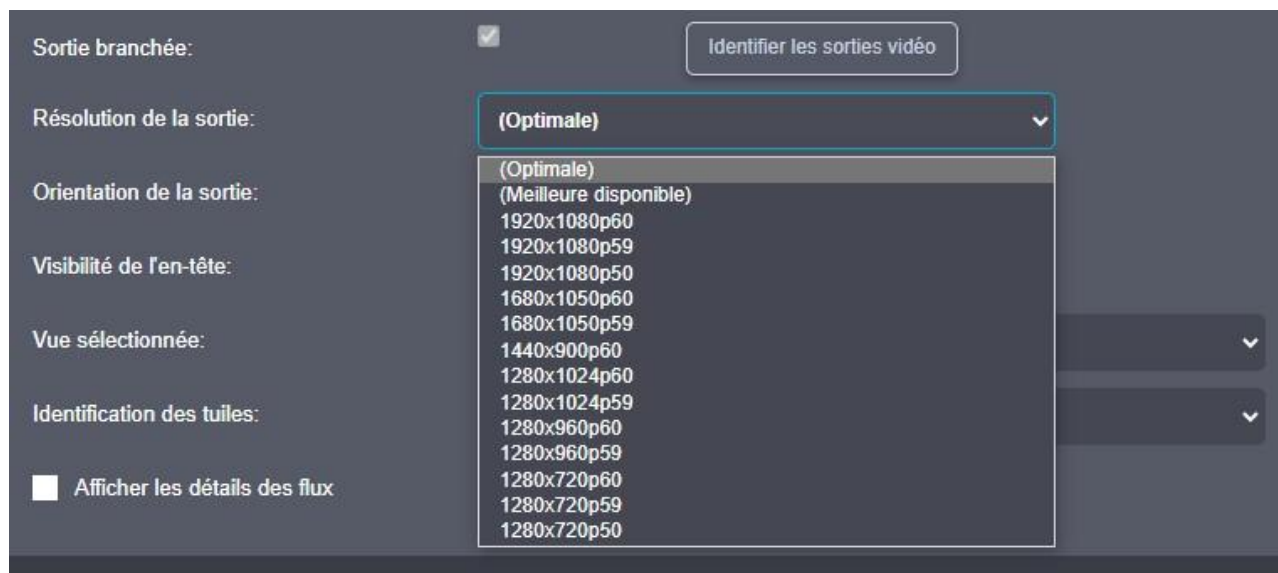 Sortie branchée:
Identifier les sorties vidéo
Résolution de la sortie:
(Optimale)
(Optimale)
(Meilleure disponible)
1920x1080p60
1920x1080p59
1920x1080p50
1680x1050p60
1680x1050p59
1440x900p60
1280x1024p60
1280x1024p59
1280x960p60
1280x960p59
1280x720p60
1280x720p59
1280x720p50
Orientation de la sortie:
Visibilité de l'en-tête:
Vue sélectionnée:
Identification des tuiles:
Afficher les détails des flux